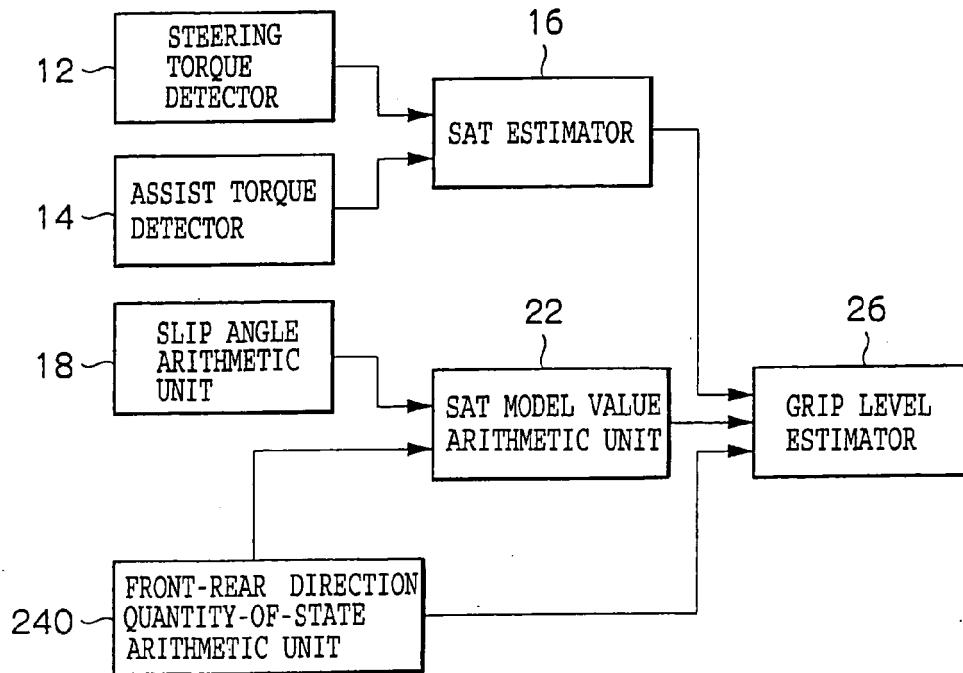 12
STEERING
TORQUE
DETECTOR
16
SAT ESTIMATOR
14
ASSIST TORQUE
DETECTOR
18
SLIP ANGLE
ARITHMETIC
UNIT
22
SAT MODEL VALUE
ARITHMETIC UNIT
26
GRIP LEVEL
ESTIMATOR
240
FRONT-REAR DIRECTION
QUANTITY-OF-STATE
ARITHMETIC UNIT